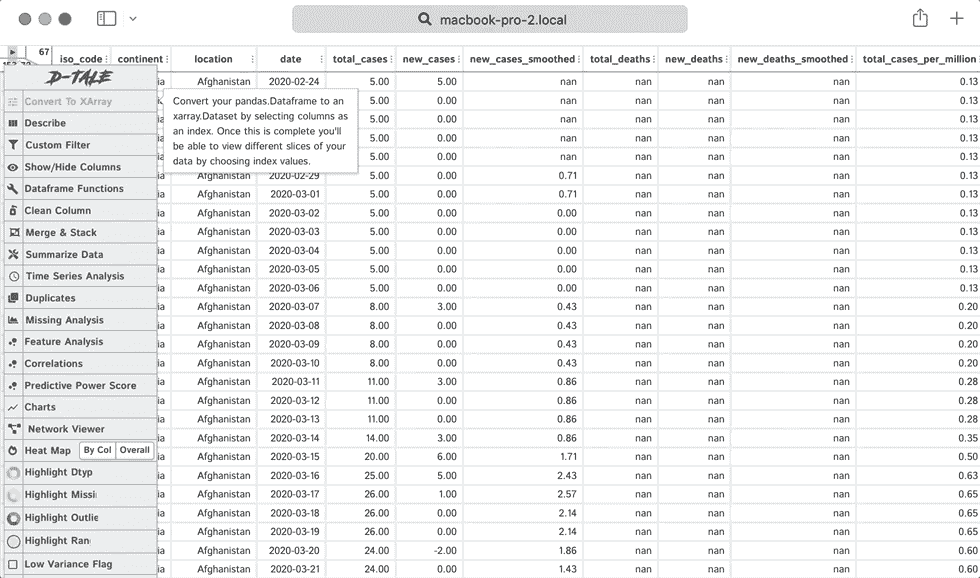 macbook-pro-2.local
67
iso_code continent location date total_cases new_cases new_cases_smoothed total_deaths new_deaths new_deaths_smoothed total_cases_per_million
D-TALE
Convert To XArray
Describe
Custom Filter
Show/Hide Columns
Dataframe Functions
Clean Column
Merge & Stack
Summarize Data
Time Series Analysis
Duplicates
Missing Analysis
Feature Analysis
Correlations
Predictive Power Score
Charts
Network Viewer
Heat Map By Col Overall
Highlight Dtyp
Highlight Missi
Highlight Outlie
Highlight Ran
Low Variance Flag
Convert your pandas.Dataframe to an
xarray.Dataset by selecting columns as
an index. Once this is complete you'll
be able to view different slices of your
data by choosing index values.
ia Afghanistan 2020-02-24 5.00 5.00 nan nan nan nan 0.13
5.00 0.00 nan nan nan nan 0.13
5.00 0.00 nan nan nan nan 0.13
5.00 0.00 nan nan nan nan 0.13
5.00 0.00 nan nan nan nan 0.13
ia Afghanistan 2020-02-29 5.00 0.00 0.71 nan nan nan 0.13
ia Afghanistan 2020-03-01 5.00 0.00 0.71 nan nan nan 0.13
ia Afghanistan 2020-03-02 5.00 0.00 0.00 nan nan nan 0.13
ia Afghanistan 2020-03-03 5.00 0.00 0.00 nan nan nan 0.13
ia Afghanistan 2020-03-04 5.00 0.00 0.00 nan nan nan 0.13
ia Afghanistan 2020-03-05 5.00 0.00 0.00 nan nan nan 0.13
ia Afghanistan 2020-03-06 5.00 0.00 0.00 nan nan nan 0.13
ia Afghanistan 2020-03-07 8.00 3.00 0.43 nan nan nan 0.20
ia Afghanistan 2020-03-08 8.00 0.00 0.43 nan nan nan 0.20
ia Afghanistan 2020-03-09 8.00 0.00 0.43 nan nan nan 0.20
ia Afghanistan 2020-03-10 8.00 0.00 0.43 nan nan nan 0.20
ia Afghanistan 2020-03-11 11.00 3.00 0.86 nan nan nan 0.28
ia Afghanistan 2020-03-12 11.00 0.00 0.86 nan nan nan 0.28
ia Afghanistan 2020-03-13 11.00 0.00 0.86 nan nan nan 0.28
ia Afghanistan 2020-03-14 14.00 3.00 0.86 nan nan nan 0.35
ia Afghanistan 2020-03-15 20.00 6.00 1.71 nan nan nan 0.50
ia Afghanistan 2020-03-16 25.00 5.00 2.43 nan nan nan 0.63
ia Afghanistan 2020-03-17 26.00 1.00 2.57 nan nan nan 0.65
ia Afghanistan 2020-03-18 26.00 0.00 2.14 nan nan nan 0.65
ia Afghanistan 2020-03-19 26.00 0.00 2.14 nan nan nan 0.65
ia Afghanistan 2020-03-20 24.00 -2.00 1.86 nan nan nan 0.60
ia Afghanistan 2020-03-21 24.00 0.00 1.43 nan nan nan 0.60